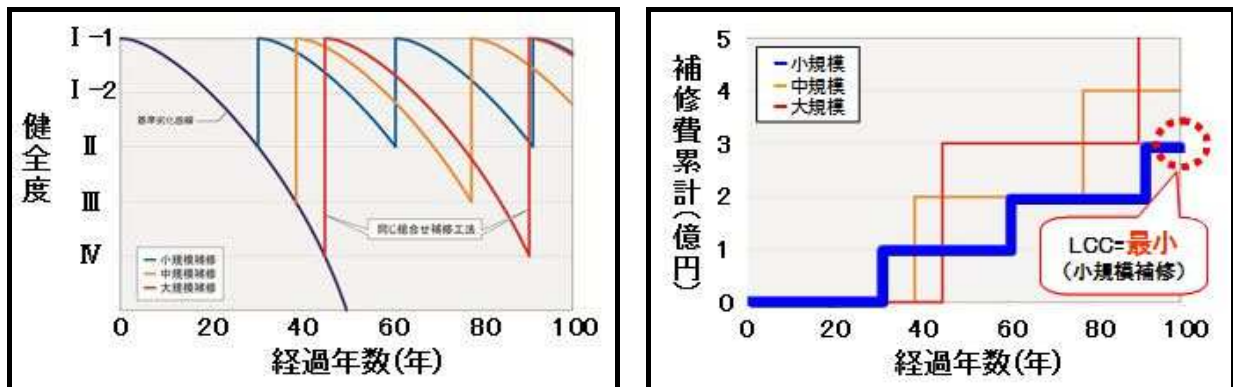 健全度
Ⅰ-1
Ⅰ-2
Ⅱ
Ⅲ
Ⅳ
基準劣化曲線
同じ組合せ補修工法
小規模補修
中規模補修
大規模補修
0 20 40 60 80 100
経過年数(年)
補修費累計(億円)
5
4
3
2
1
0
小規模
中規模
大規模
LCC=最小
(小規模補修)
0 20 40 60 80 100
経過年数(年)